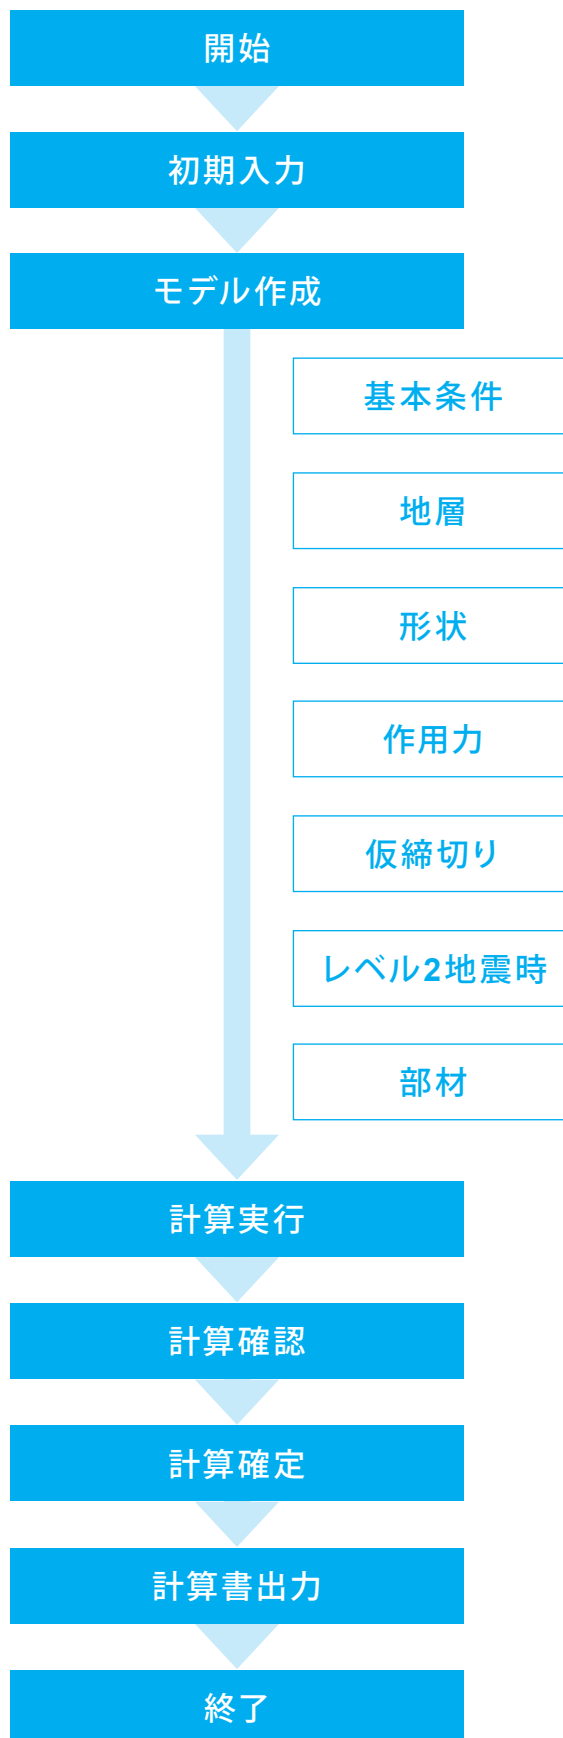 開始
初期入力
モデル作成
基本条件
地層
形状
作用力
仮締切り
レベル2地震時
部材
計算実行
計算確認
計算確定
計算書出力
終了